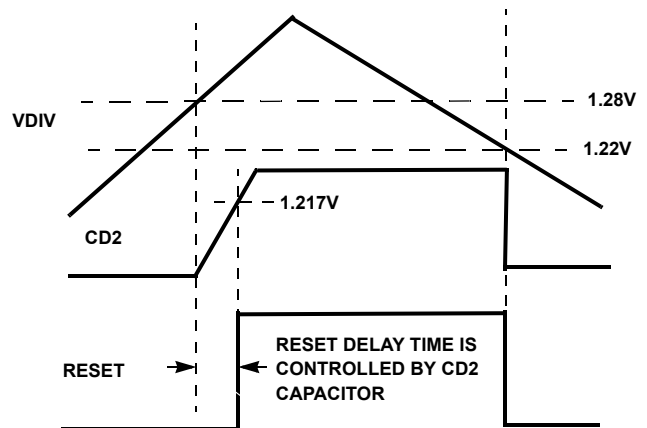 1.28V
VDIV
1.22V
1.217V
CD2
RESET DELAY TIME IS
RESET
CONTROLLED BY CD2
CAPACITOR